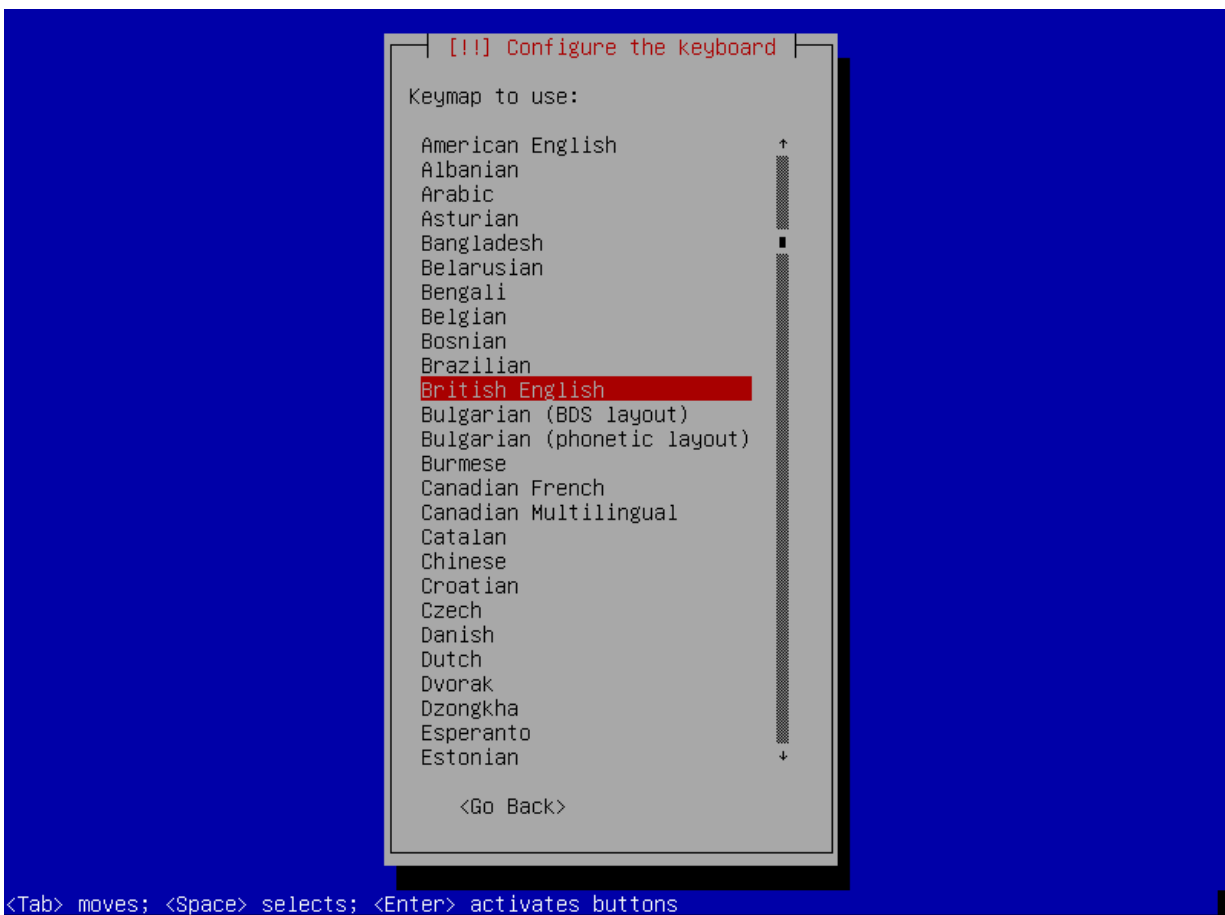 [!!] Configure the keyboard
Keymap to use:
American English
Albanian
Arabic
Asturian
Bangladesh
Belarusian
Bengali
Belgian
Bosnian
Brazilian
British English
Bulgarian (BDS layout)
Bulgarian (phonetic layout)
Burmese
Canadian French
Canadian Multilingual
Catalan
Chinese
Croatian
Czech
Danish
Dutch
Dvorak
Dzongkha
Esperanto
Estonian
<Go Back>
<Tab> moves; <Space> selects; <Enter> activates buttons